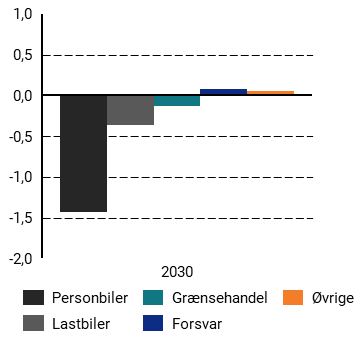 1,0
0,5
0,0
-0,5
-1,0
-1,5
-2,0
2030
Personbiler
Grænsehandel
Øvrige
Lastbiler
Forsvar